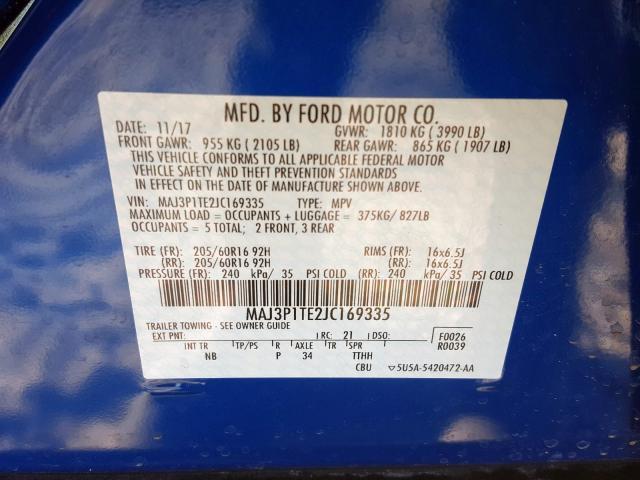 MFD. BY FORD MOTOR CO.
DATE: 11/17 GVWR: 1810 KG ( 3990 LB)
FRONT GAWR: 955 KG ( 2105 LB) REAR GAWR: 865 KG ( 1907 LB)
THIS VEHICLE CONFORMS TO ALL APPLICABLE FEDERAL MOTOR
VEHICLE SAFETY AND THEFT PREVENTION STANDARDS
IN EFFECT ON THE DATE OF MANUFACTURE SHOWN ABOVE.
VIN: MAJ3P1TE2JC169335 TYPE: MPV
MAXIMUM LOAD = OCCUPANTS + LUGGAGE = 375KG/ 827LB
OCCUPANTS = 5 TOTAL; 2 FRONT, 3 REAR
TIRE (FR): 205/60R16 92H RIMS (FR): 16x6.5J
(RR): 205/60R16 92H (RR): 16x6.5J
PRESSURE (FR): 240 kPa/ 35 PSI COLD (RR): 240 kPa/ 35 PSI COLD
MAJ3P1TE2JC169335
TRAILER TOWING - SEE OWNER GUIDE
EXT PNT: RC: 21 DSO: F0026
R0039
INT TR TP/PS R AXLE TR SPR
NB P 34 TTHH
CBU 5U5A-5420472-AA